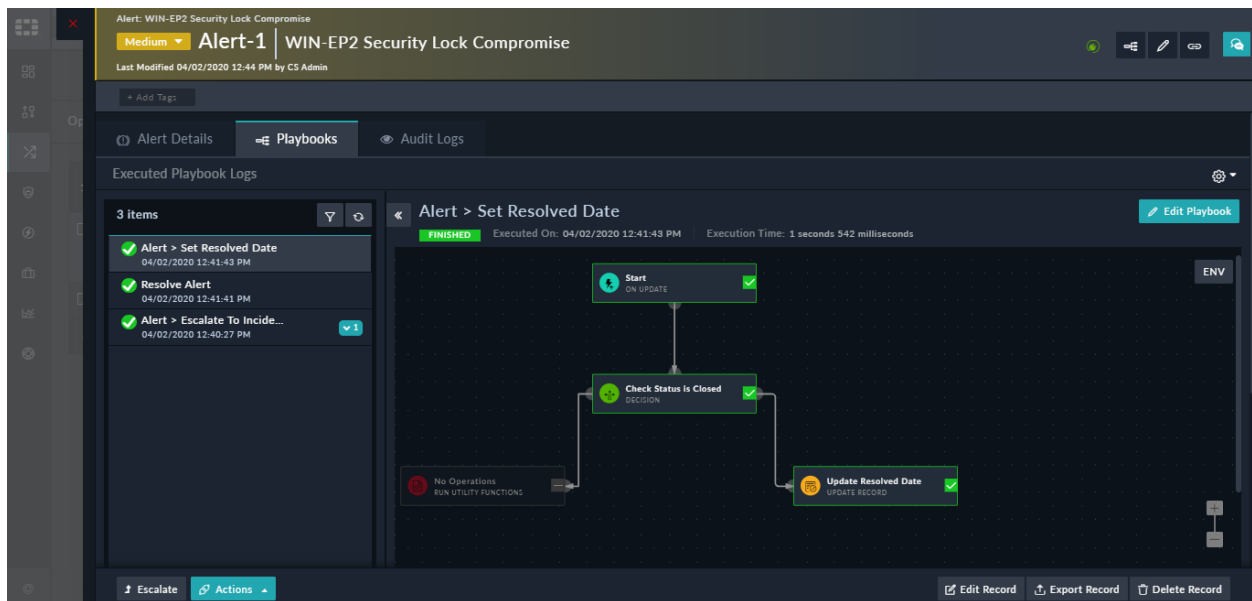 Alert: WIN-EP2 Security Lock Compromise
Medium Alert-1 WIN-EP2 Security Lock Compromise
Last Modified 04/02/2020 12:44 PM by CS Admin
+ Add Tags
Alert Details Playbooks Audit Logs
Executed Playbook Logs
3 items
Alert > Set Resolved Date
04/02/2020 12:41:43 PM
Resolve Alert
04/02/2020 12:41:41 PM
Alert > Escalate To Incide...
04/02/2020 12:40:27 PM
1
Alert > Set Resolved Date
Edit Playbook
FINISHED Executed On: 04/02/2020 12:41:43 PM Execution Time: 1 seconds 542 milliseconds
ENV
Start
ON UPDATE
Check Status is Closed
DECISION
No Operations
RUN UTILITY FUNCTIONS
Update Resolved Date
UPDATE RECORD
Escalate Actions Edit Record Export Record Delete Record